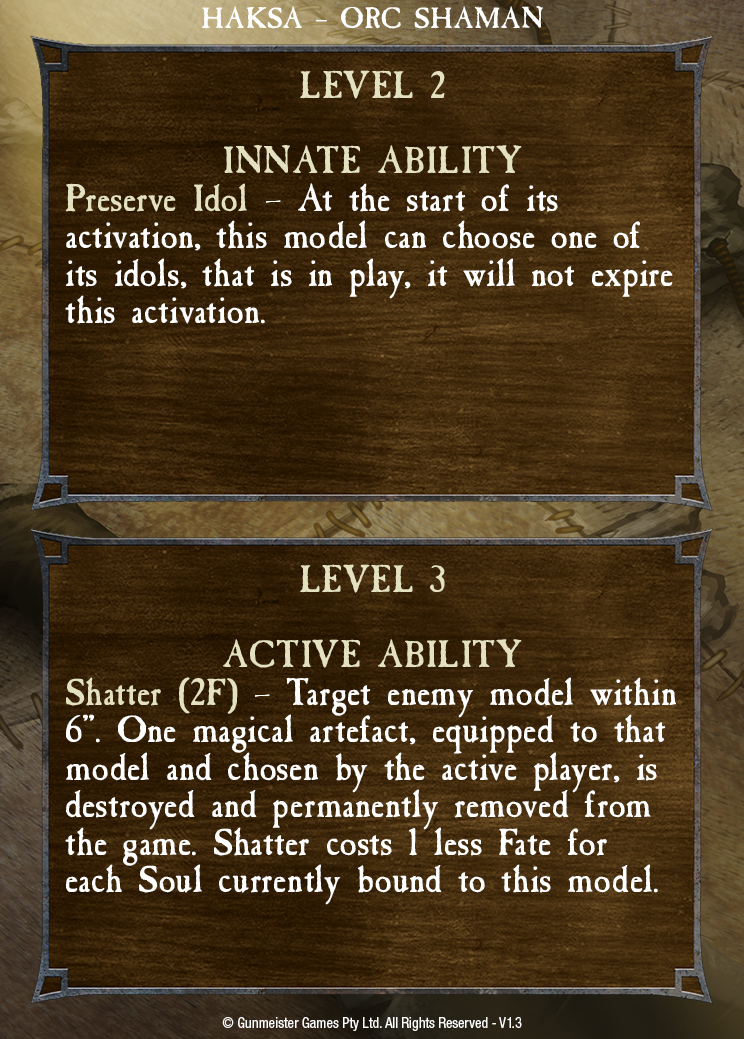 HAKSA – ORC SHAMAN
LEVEL 2
INNATE ABILITY
Preserve Idol – At the start of its
activation, this model can choose one of
its idols, that is in play, it will not expire
this activation.
LEVEL 3
ACTIVE ABILITY
Shatter (2F) – Target enemy model within
6”. One magical artefact, equipped to that
model and chosen by the active player, is
destroyed and permanently removed from
the game. Shatter costs 1 less Fate for
each Soul currently bound to this model.
© Gunmeister Games Pty Ltd. All Rights Reserved - V1.3